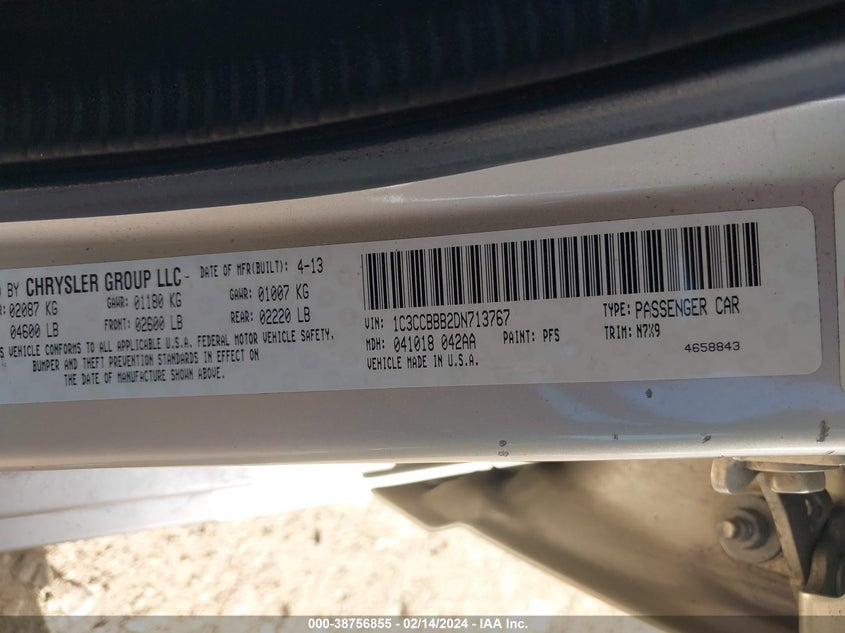 BY CHRYSLER GROUP LLC- DATE OF MFR(BUILT): 4-13
02087 KG GAWR: 01180 KG GAWR: 01007 KG
04600 LB FRONT: 02600 LB REAR: 02220 LB
VEHICLE CONFORMS TO ALL APPLICABLE U.S.A. FEDERAL MOTOR VEHICLE SAFETY,
BUMPER AND THEFT PREVENTION STANDARDS IN EFFECT ON
THE DATE OF MANUFACTURE SHOWN ABOVE.
VIN: 1C3CCBBB2DN713767 TYPE: PASSENGER CAR
MDH: 041018 042AA PAINT: PFS TRIM: N7X9
VEHICLE MADE IN U.S.A. 4658843
000-38756855 — 02/14/2024 - IAA Inc.